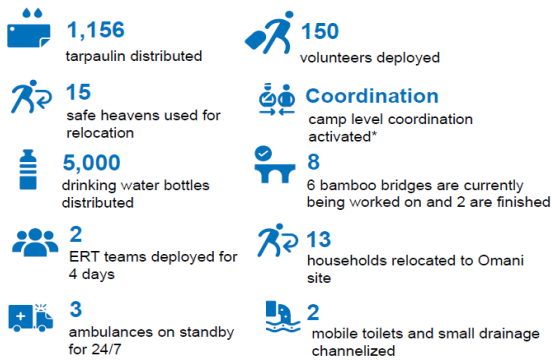 1,156
tarpaulin distributed
150
volunteers deployed
15
safe heavens used for
relocation
Coordination
camp level coordination
activated*
5,000
drinking water bottles
distributed
8
6 bamboo bridges are currently
being worked on and 2 are finished
2
ERT teams deployed for
4 days
13
households relocated to Omani
site
3
ambulances on standby
for 24/7
2
mobile toilets and small drainage
channelized